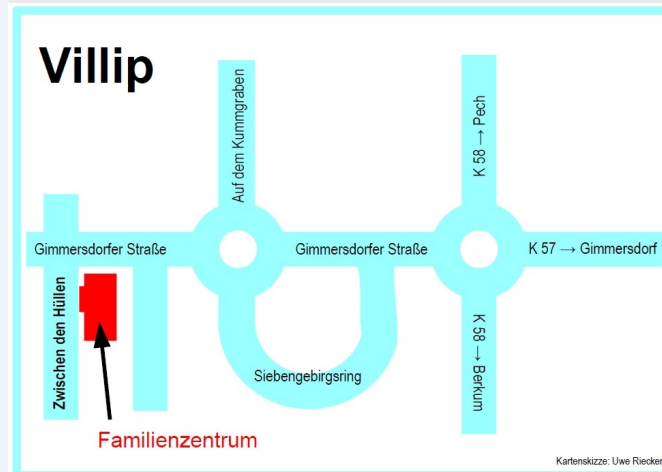 Villip
Auf dem Kummgraben
K 58 → Pech
Gimmersdorfer Straße
Gimmersdorfer Straße
K 57 → Gimmersdorf
Zwischen den Hüllen
Siebengebirgsring
K 58 → Berkum
Familienzentrum
Kartenskizze: Uwe Riecken